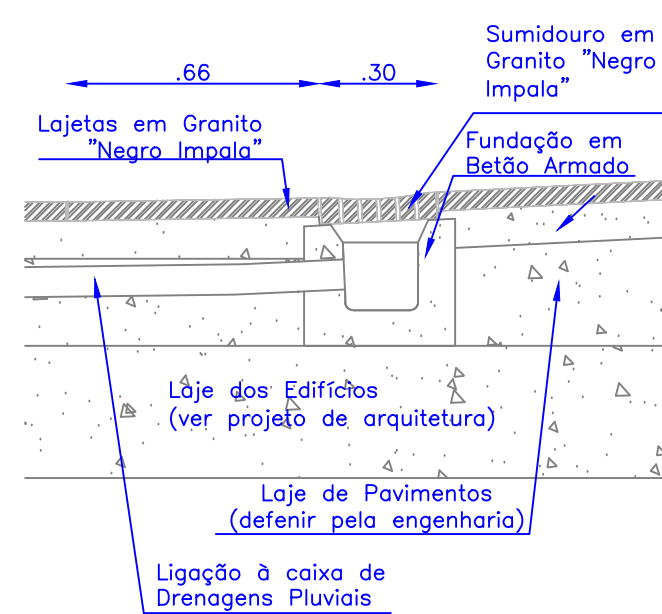 Sumidouro em
Granito "Negro
Impala"
.66
.30
Lajetas em Granito
"Negro Impala"
Fundação em
Betão Armado
Laje dos Edifícios
(ver projeto de arquitetura)
Laje de Pavimentos
(defenir pela engenharia)
Ligação à caixa de
Drenagens Pluviais